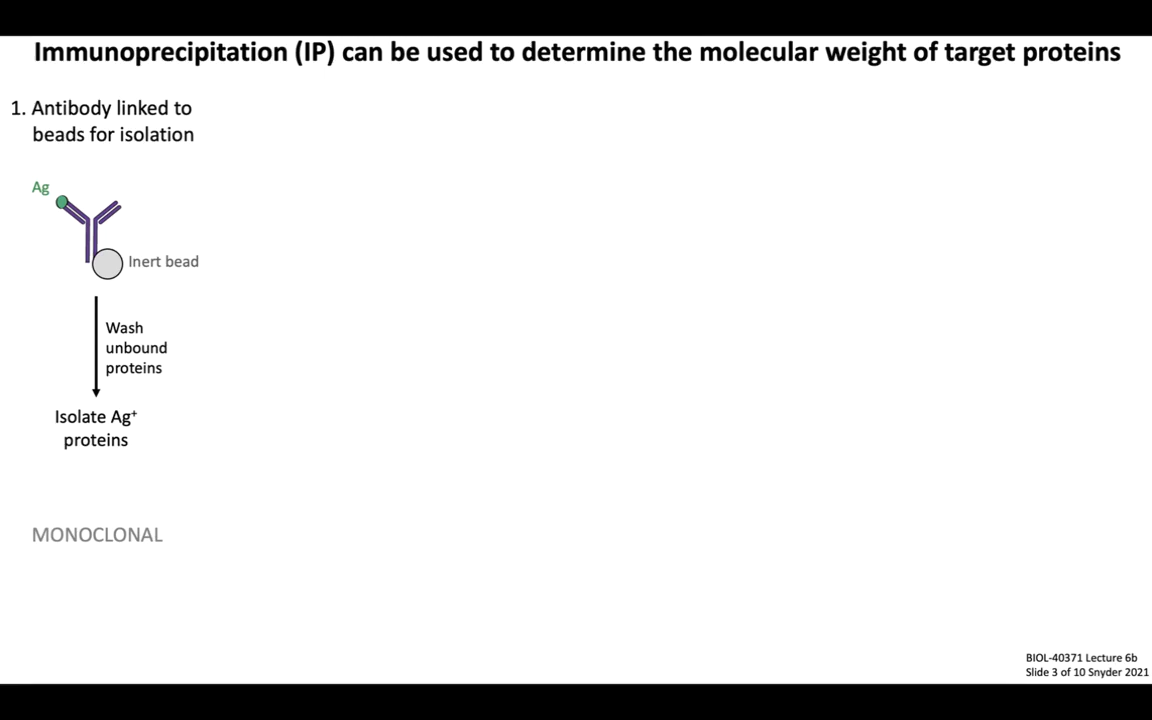 Immunoprecipitation (IP) can be used to determine the molecular weight of target proteins
1. Antibody linked to
beads for isolation
Ag
Inert bead
Wash
unbound
proteins
Isolate Ag⁺
proteins
MONOCLONAL
BIOL-40371 Lecture 6b
Slide 3 of 10 Snyder 2021